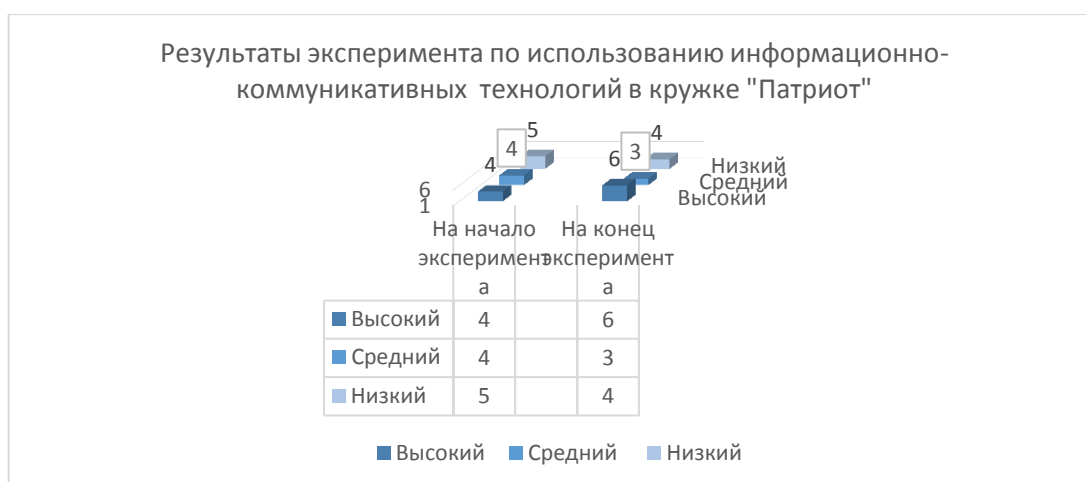 Результаты эксперимента по использованию информационно-
коммуникативных технологий в кружке "Патриот"
5
4
4
4
3
6
6
1
Низкий
Средний
Высокий
На начало На конец
эксперимент эксперимент
а а
Высокий 4 6
Средний 4 3
Низкий 5 4
Высокий Средний Низкий